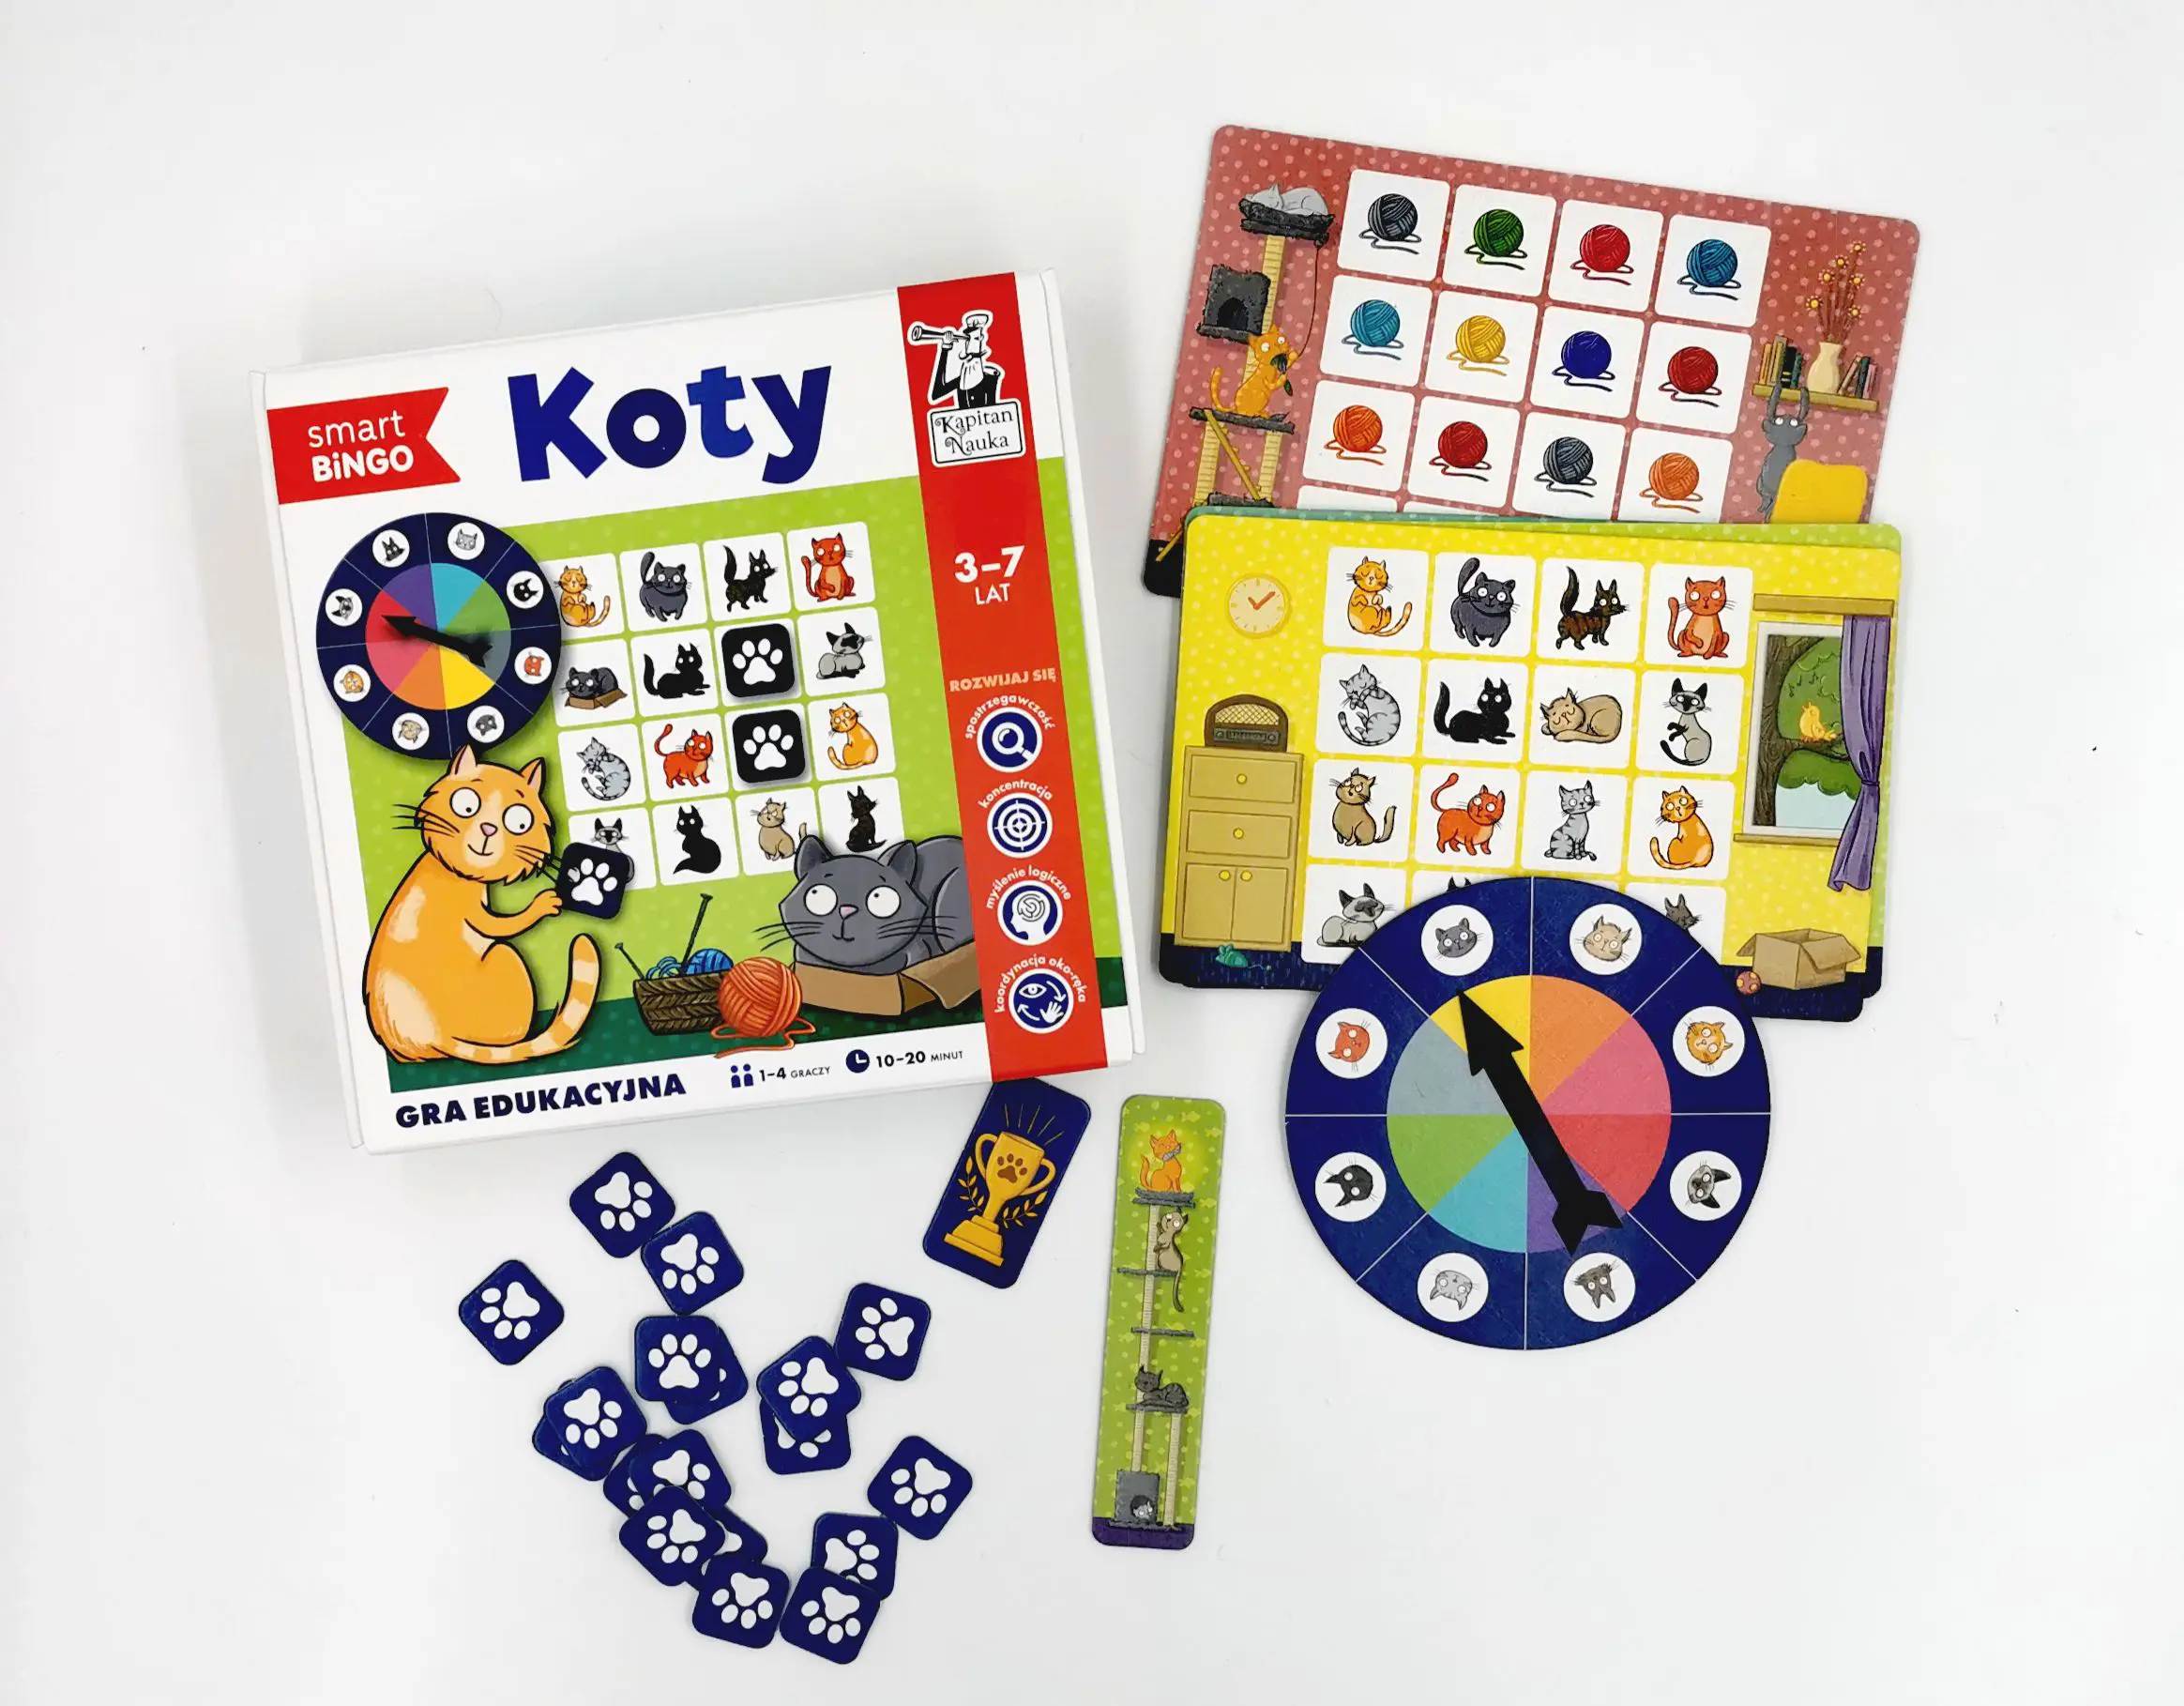 smart
BiNGO
Koty
Kapitan
Nauka
3–7
LAT
ROZWIJAJ SIĘ
spostrzegawczość
koncentracja
myślenie logiczne
koordynacja oko-ręka
GRA EDUKACYJNA
1–4 GRACZY
10–20 MINUT